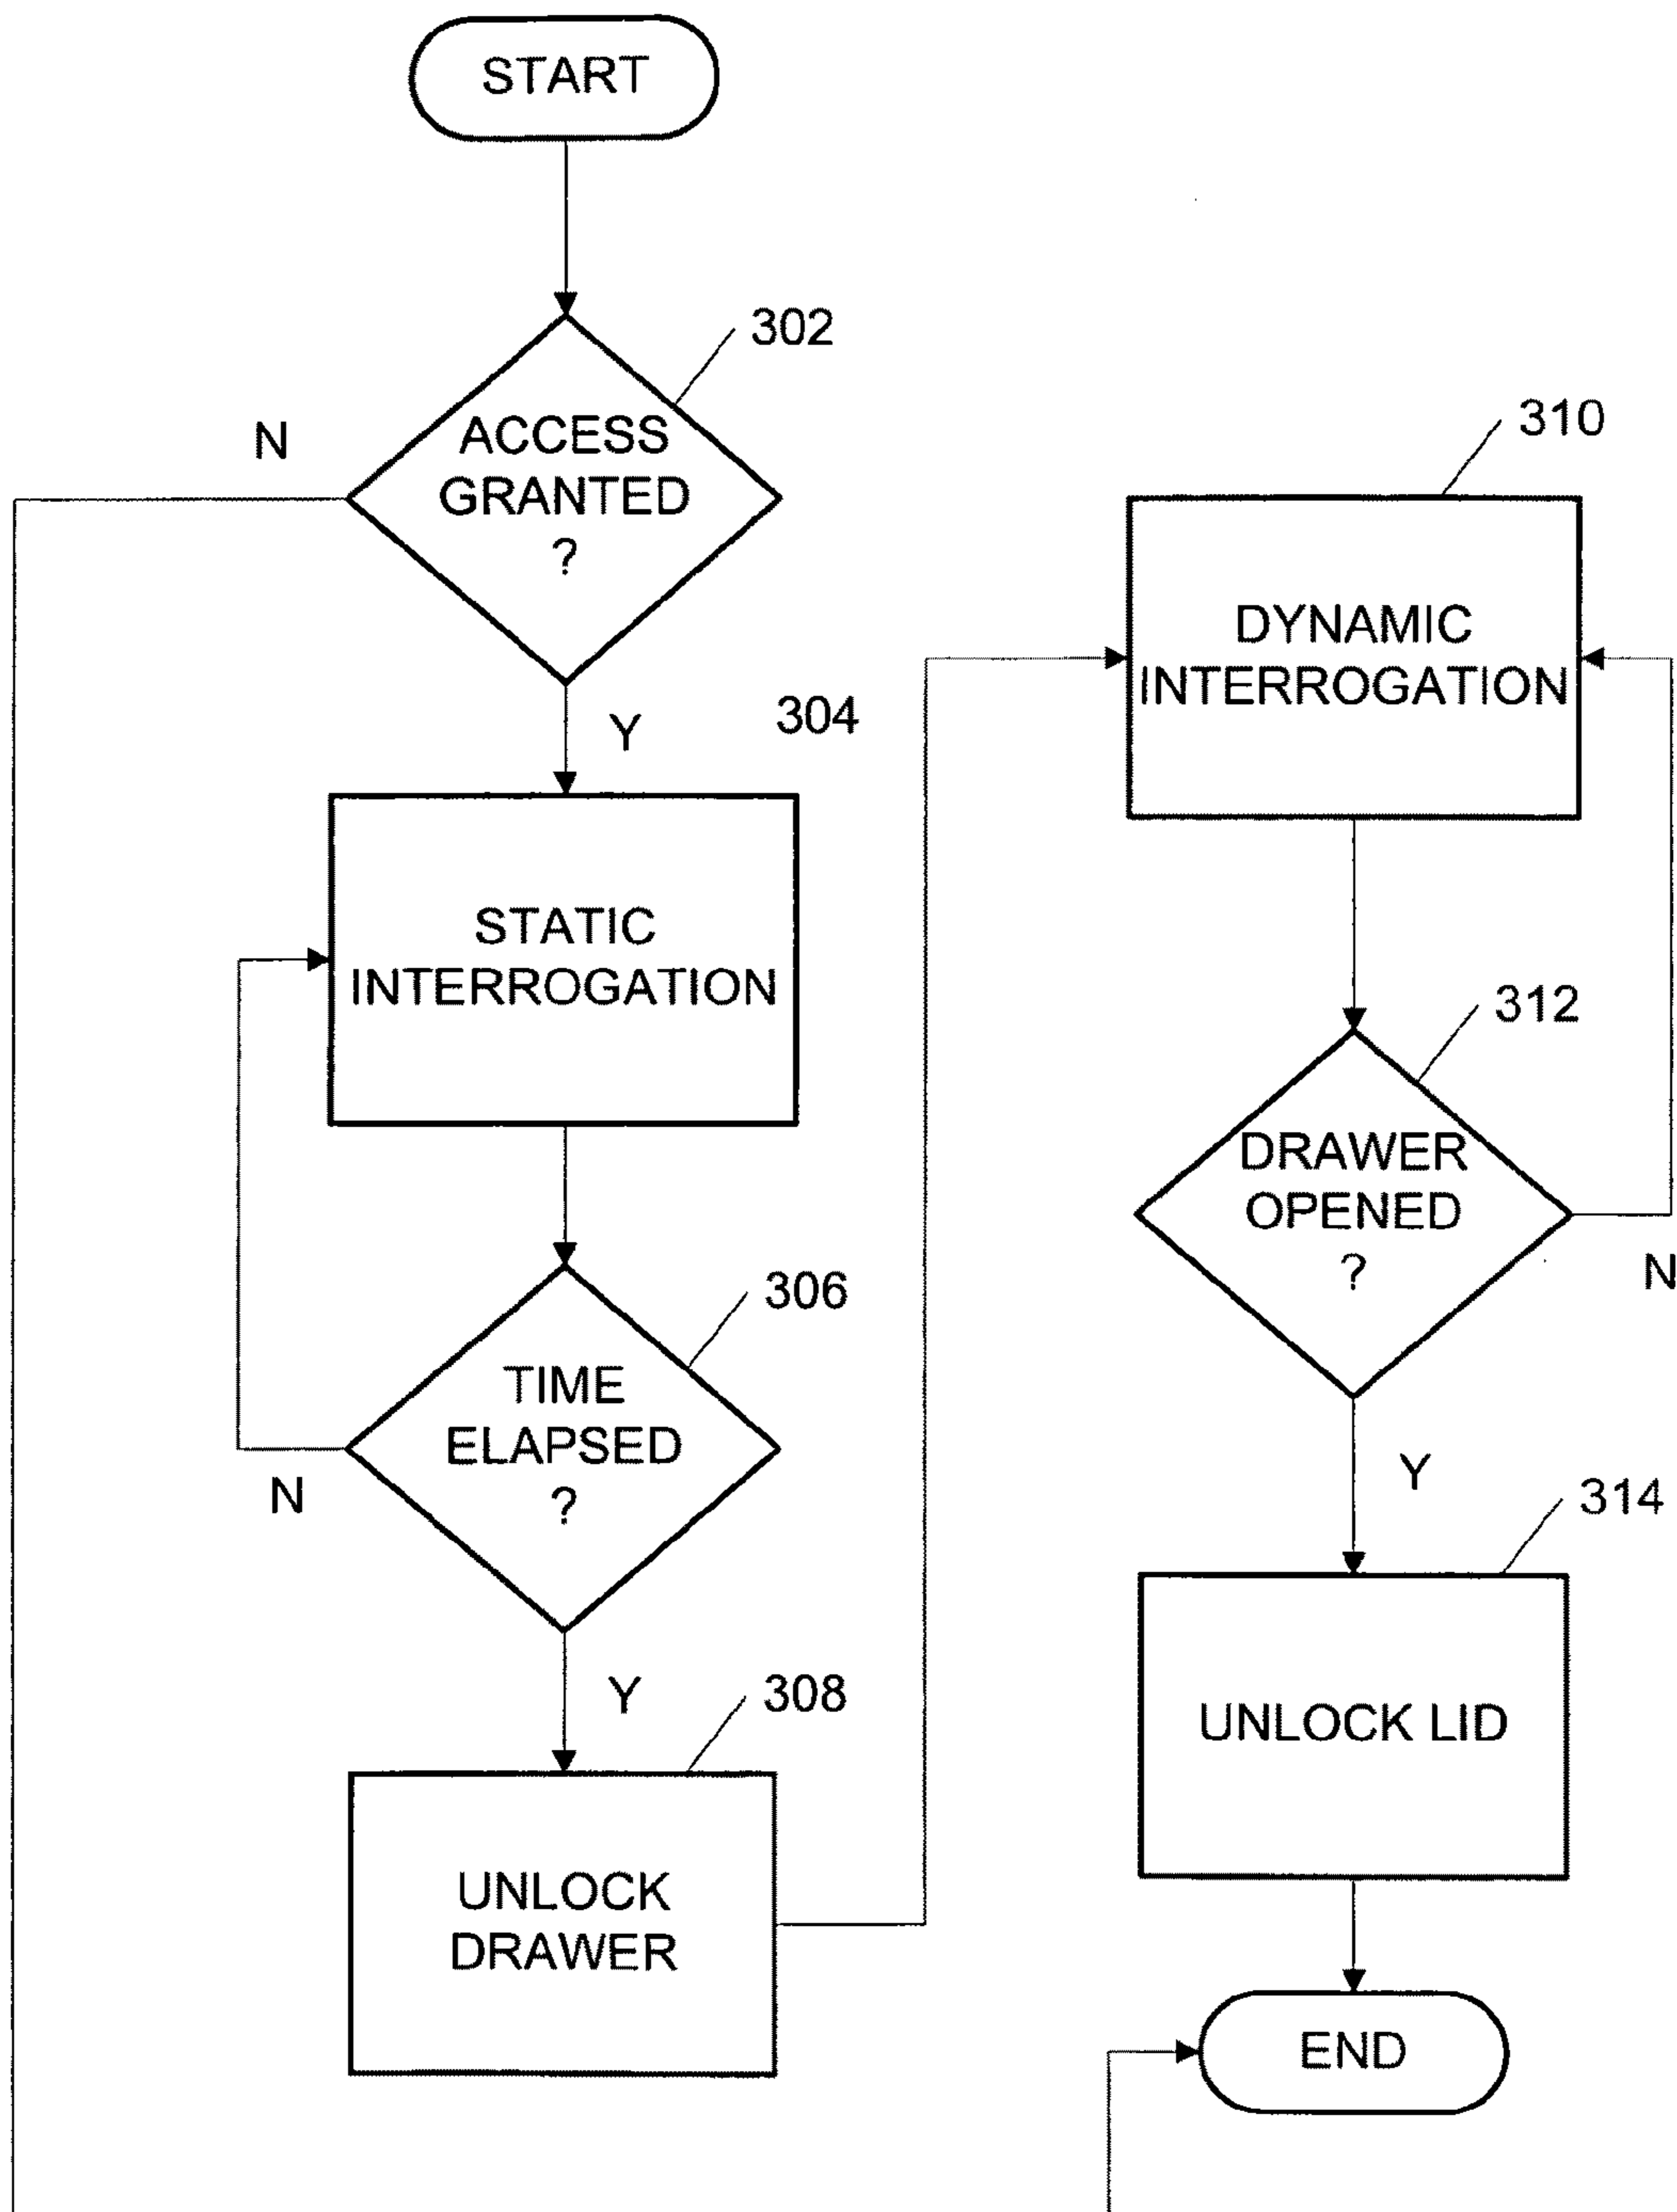 START
302
N
ACCESS
GRANTED
?
Y
304
STATIC
INTERROGATION
306
TIME
ELAPSED
?
N
Y
308
UNLOCK
DRAWER
310
DYNAMIC
INTERROGATION
312
DRAWER
OPENED
?
N
Y
314
UNLOCK LID
END